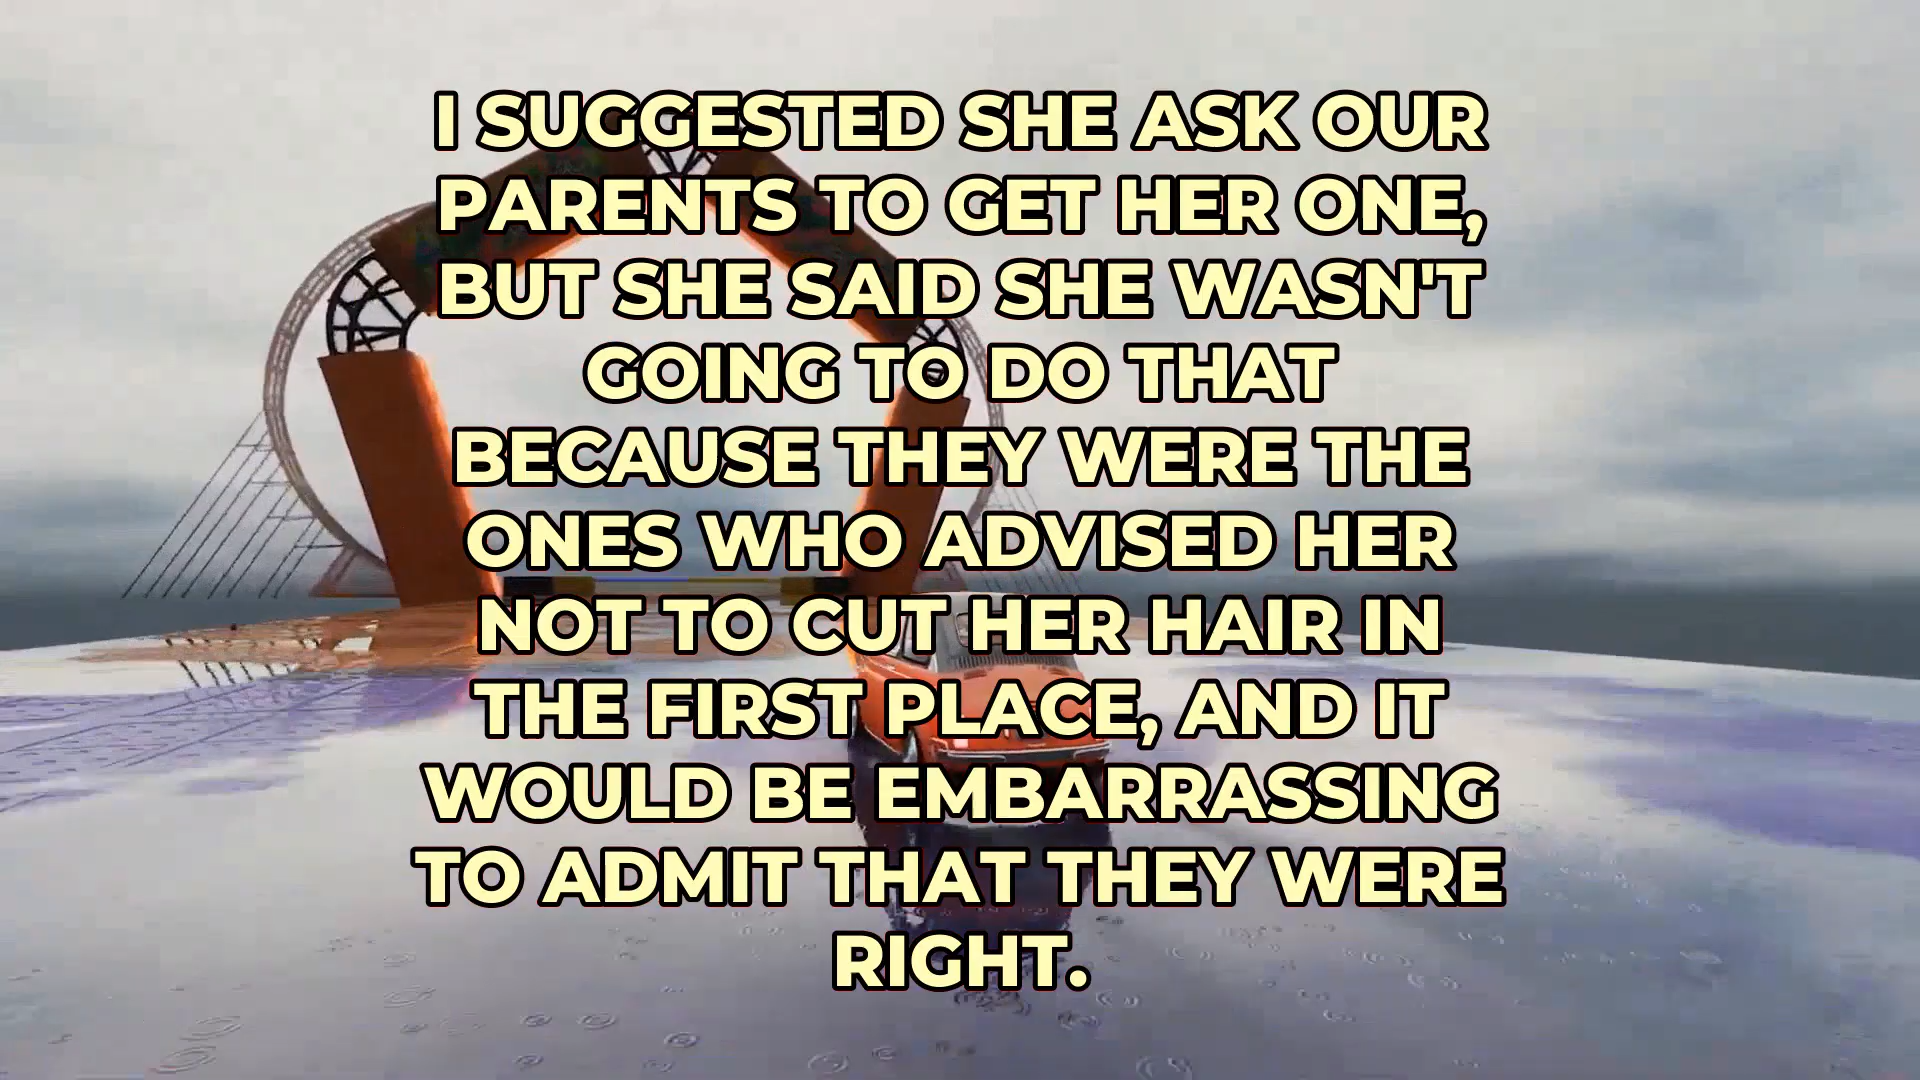 I SUGGESTED SHE ASK OUR
PARENTS TO GET HER ONE,
BUT SHE SAID SHE WASN'T
GOING TO DO THAT
BECAUSE THEY WERE THE
ONES WHO ADVISED HER
NOT TO CUT HER HAIR IN
THE FIRST PLACE, AND IT
WOULD BE EMBARRASSING
TO ADMIT THAT THEY WERE
RIGHT.